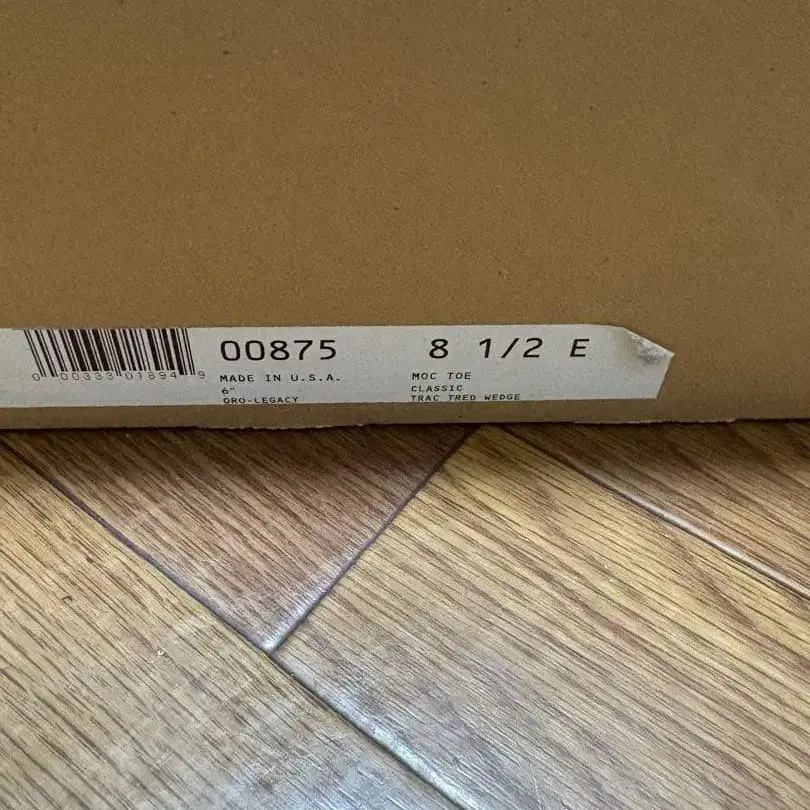 00875 8 1/2 E
0 00333 01894 9
MADE IN U.S.A. MOC TOE
6" CLASSIC
ORO-LEGACY TRAC TRED WEDGE